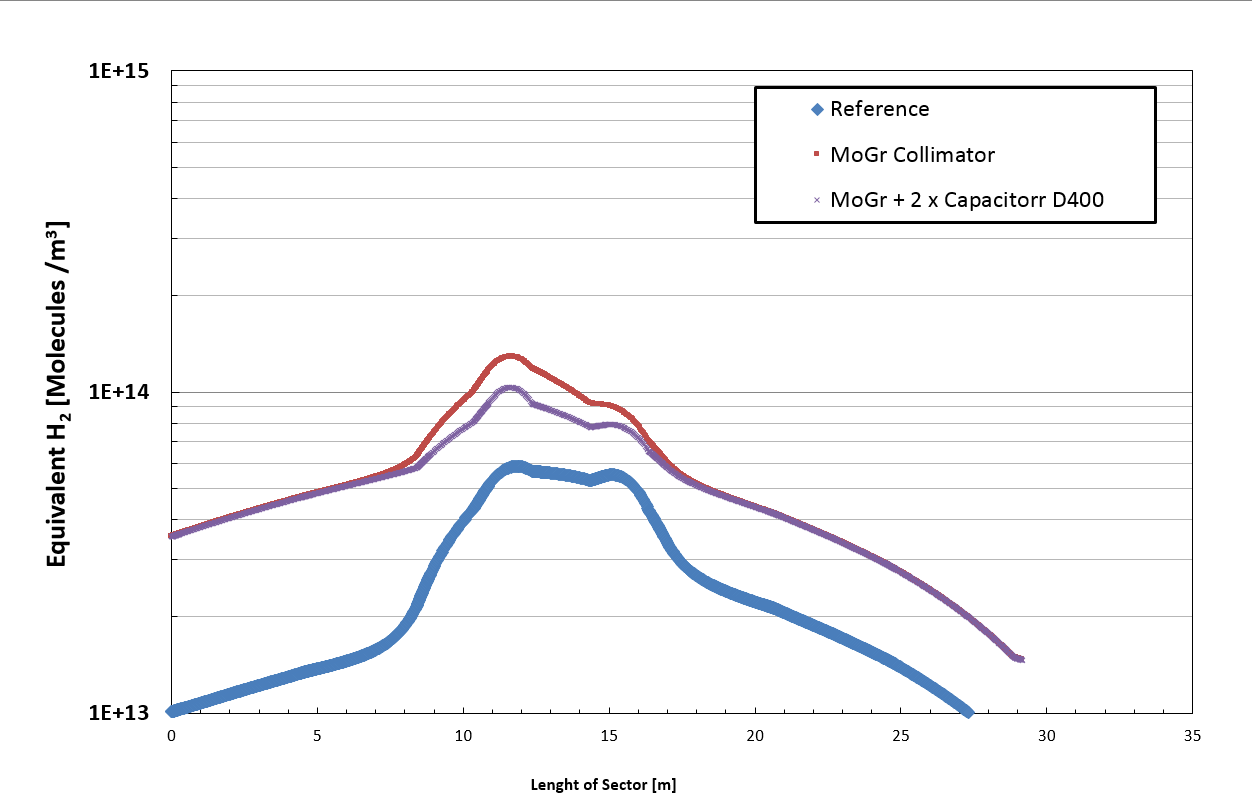 1E+15
1E+14
1E+13
Equivalent H₂ [Molecules /m³]
Reference
MoGr Collimator
MoGr + 2 x Capacitorr D400
0 5 10 15 20 25 30 35
Lenght of Sector [m]